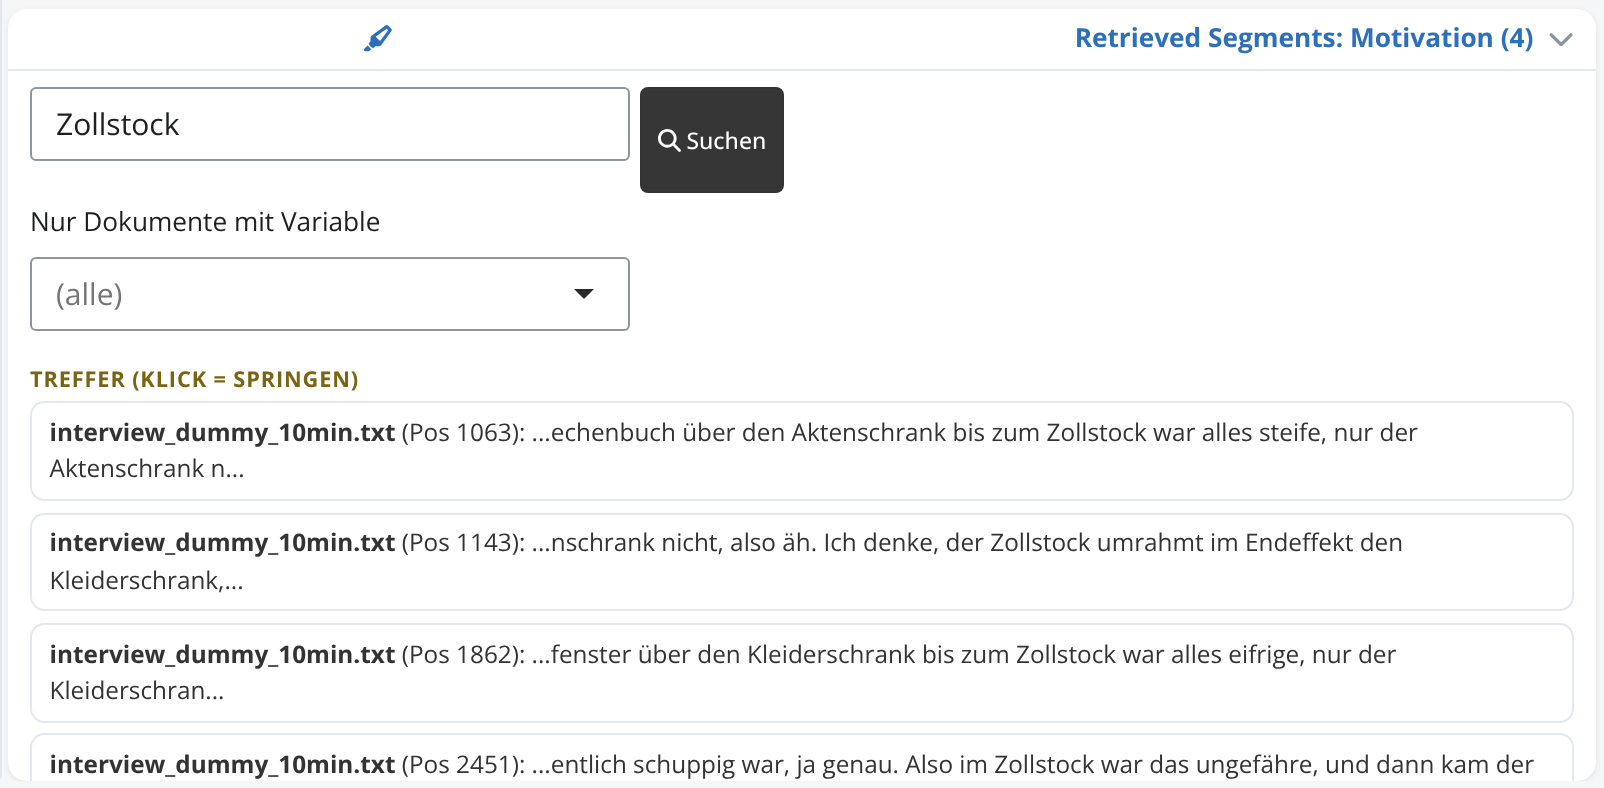 Retrieved Segments: Motivation (4)
Zollstock
Suchen
Nur Dokumente mit Variable
(alle)
TREFFER (KLICK = SPRINGEN)
interview_dummy_10min.txt (Pos 1063): ...echenbuch über den Aktenschrank bis zum Zollstock war alles steife, nur der
Aktenschrank n...
interview_dummy_10min.txt (Pos 1143): ...nschrank nicht, also äh. Ich denke, der Zollstock umrahmt im Endeffekt den
Kleiderschrank,...
interview_dummy_10min.txt (Pos 1862): ...fenster über den Kleiderschrank bis zum Zollstock war alles eifrige, nur der
Kleiderschran...
interview_dummy_10min.txt (Pos 2451): ...entlich schuppig war, ja genau. Also im Zollstock war das ungefähre, und dann kam der